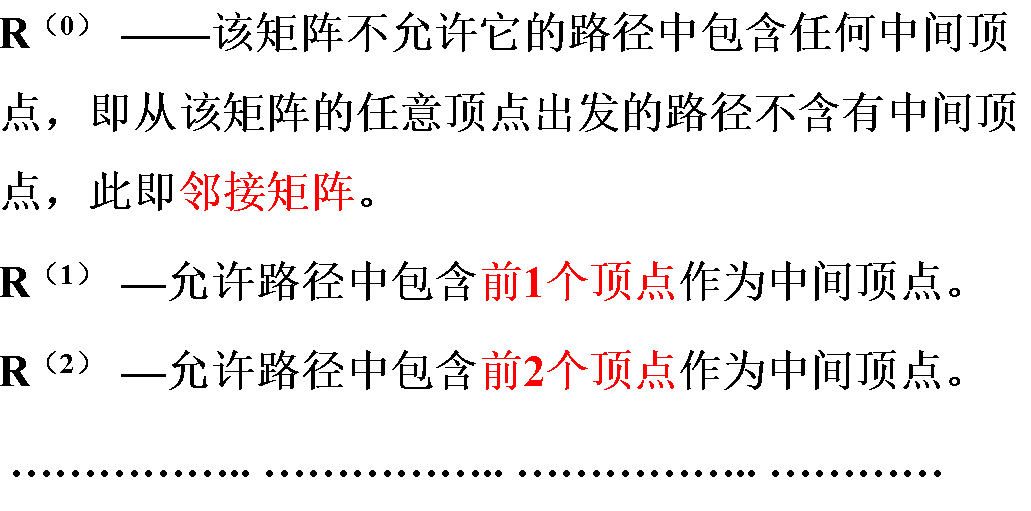 R（0） ——该矩阵不允许它的路径中包含任何中间顶
点，即从该矩阵的任意顶点出发的路径不含有中间顶
点，此即邻接矩阵。
R（1） —允许路径中包含前1个顶点作为中间顶点。
R（2） —允许路径中包含前2个顶点作为中间顶点。
…………….. …………….. …………….. …………